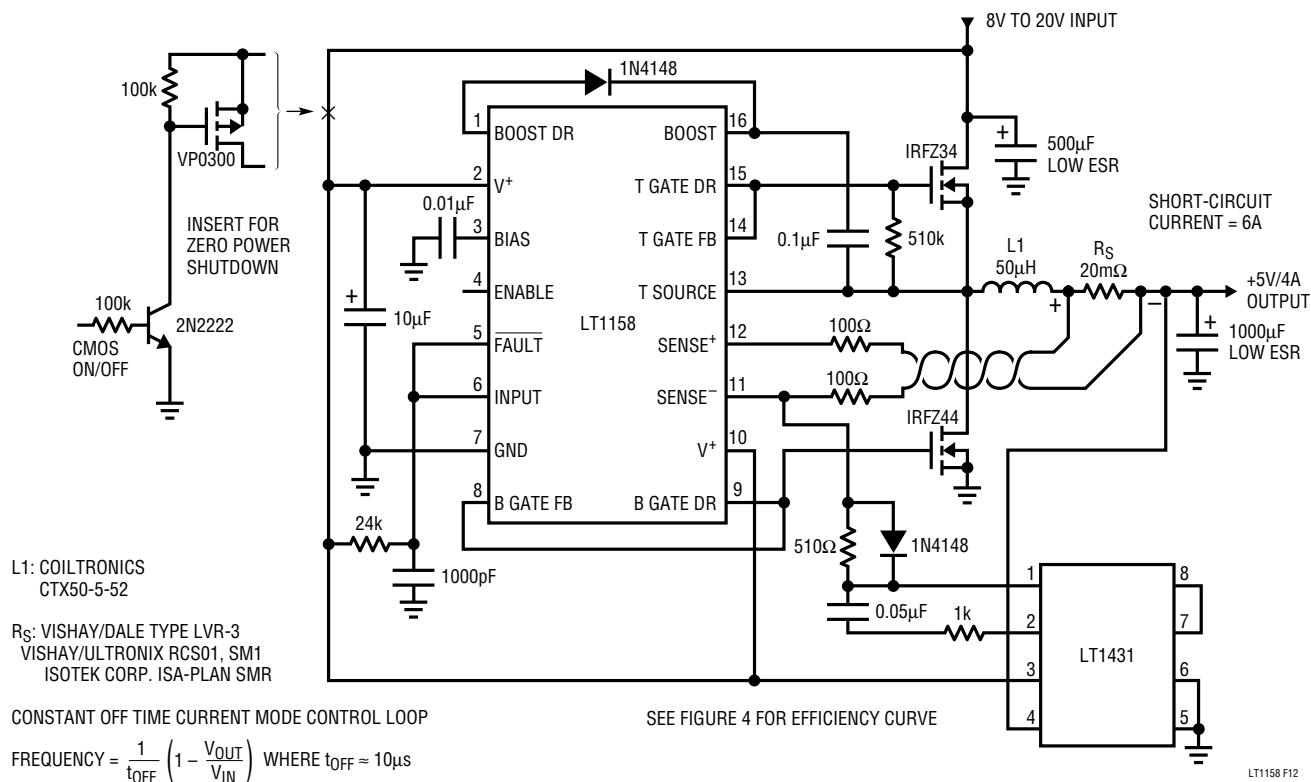 8V TO 20V INPUT
100k
VP0300
INSERT FOR
ZERO POWER
SHUTDOWN
100k
CMOS
ON/OFF
2N2222
1N4148
1
BOOST DR
2
V+
3
BIAS
4
ENABLE
5
FAULT
6
INPUT
7
GND
8
B GATE FB
LT1158
BOOST
16
T GATE DR
15
T GATE FB
14
T SOURCE
13
SENSE+
12
SENSE−
11
V+
10
B GATE DR
9
0.01µF
+
10µF
24k
1000pF
0.1µF
510k
IRFZ34
+
500µF
LOW ESR
SHORT-CIRCUIT
CURRENT = 6A
L1
50µH
RS
20mΩ
+
−
+5V/4A
OUTPUT
+
1000µF
LOW ESR
100Ω
100Ω
IRFZ44
510Ω
1N4148
0.05µF
1k
1
2
3
4
LT1431
8
7
6
5
L1: COILTRONICS
CTX50-5-52
RS: VISHAY/DALE TYPE LVR-3
VISHAY/ULTRONIX RCS01, SM1
ISOTEK CORP. ISA-PLAN SMR
CONSTANT OFF TIME CURRENT MODE CONTROL LOOP
FREQUENCY = 1/tOFF (1 − VOUT/VIN) WHERE tOFF ≈ 10µs
SEE FIGURE 4 FOR EFFICIENCY CURVE
LT1158 F12